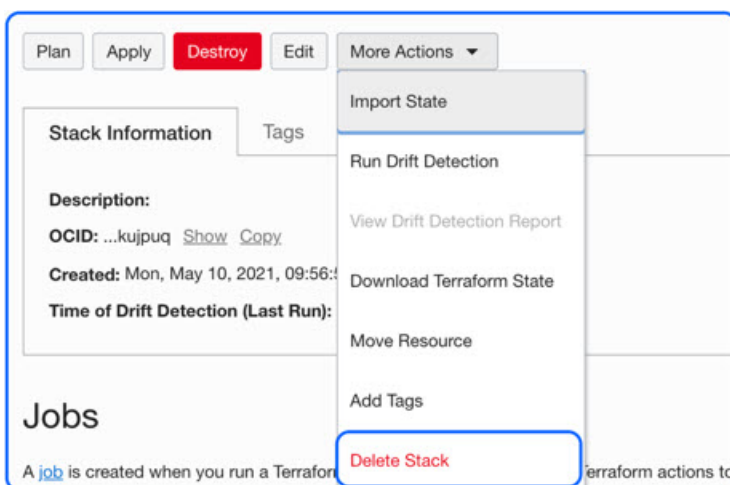 Plan Apply Destroy Edit More Actions
Import State
Stack Information Tags
Run Drift Detection
Description:
View Drift Detection Report
OCID: ...kujpuq Show Copy
Created: Mon, May 10, 2021, 09:56:
Download Terraform State
Time of Drift Detection (Last Run):
Move Resource
Add Tags
Jobs
Delete Stack
A job is created when you run a Terraform actions to